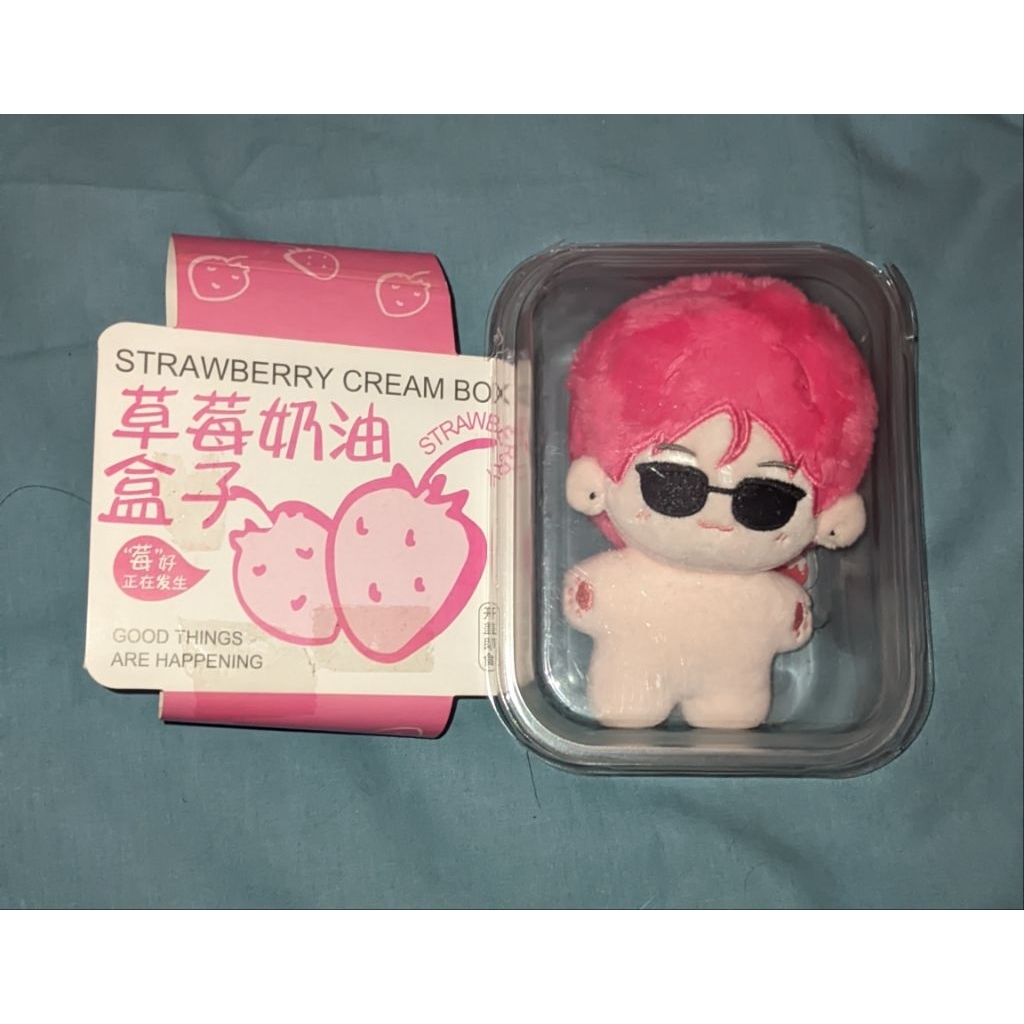 STRAWBERRY CREAM BOX
草莓奶油
盒子
STRAWBERRY
"莓"好
正在发生
GOOD THINGS
ARE HAPPENING